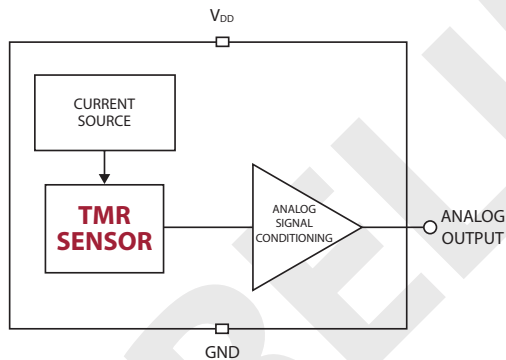 VDD
CURRENT
SOURCE
TMR
SENSOR
ANALOG
SIGNAL
CONDITIONING
ANALOG
OUTPUT
GND